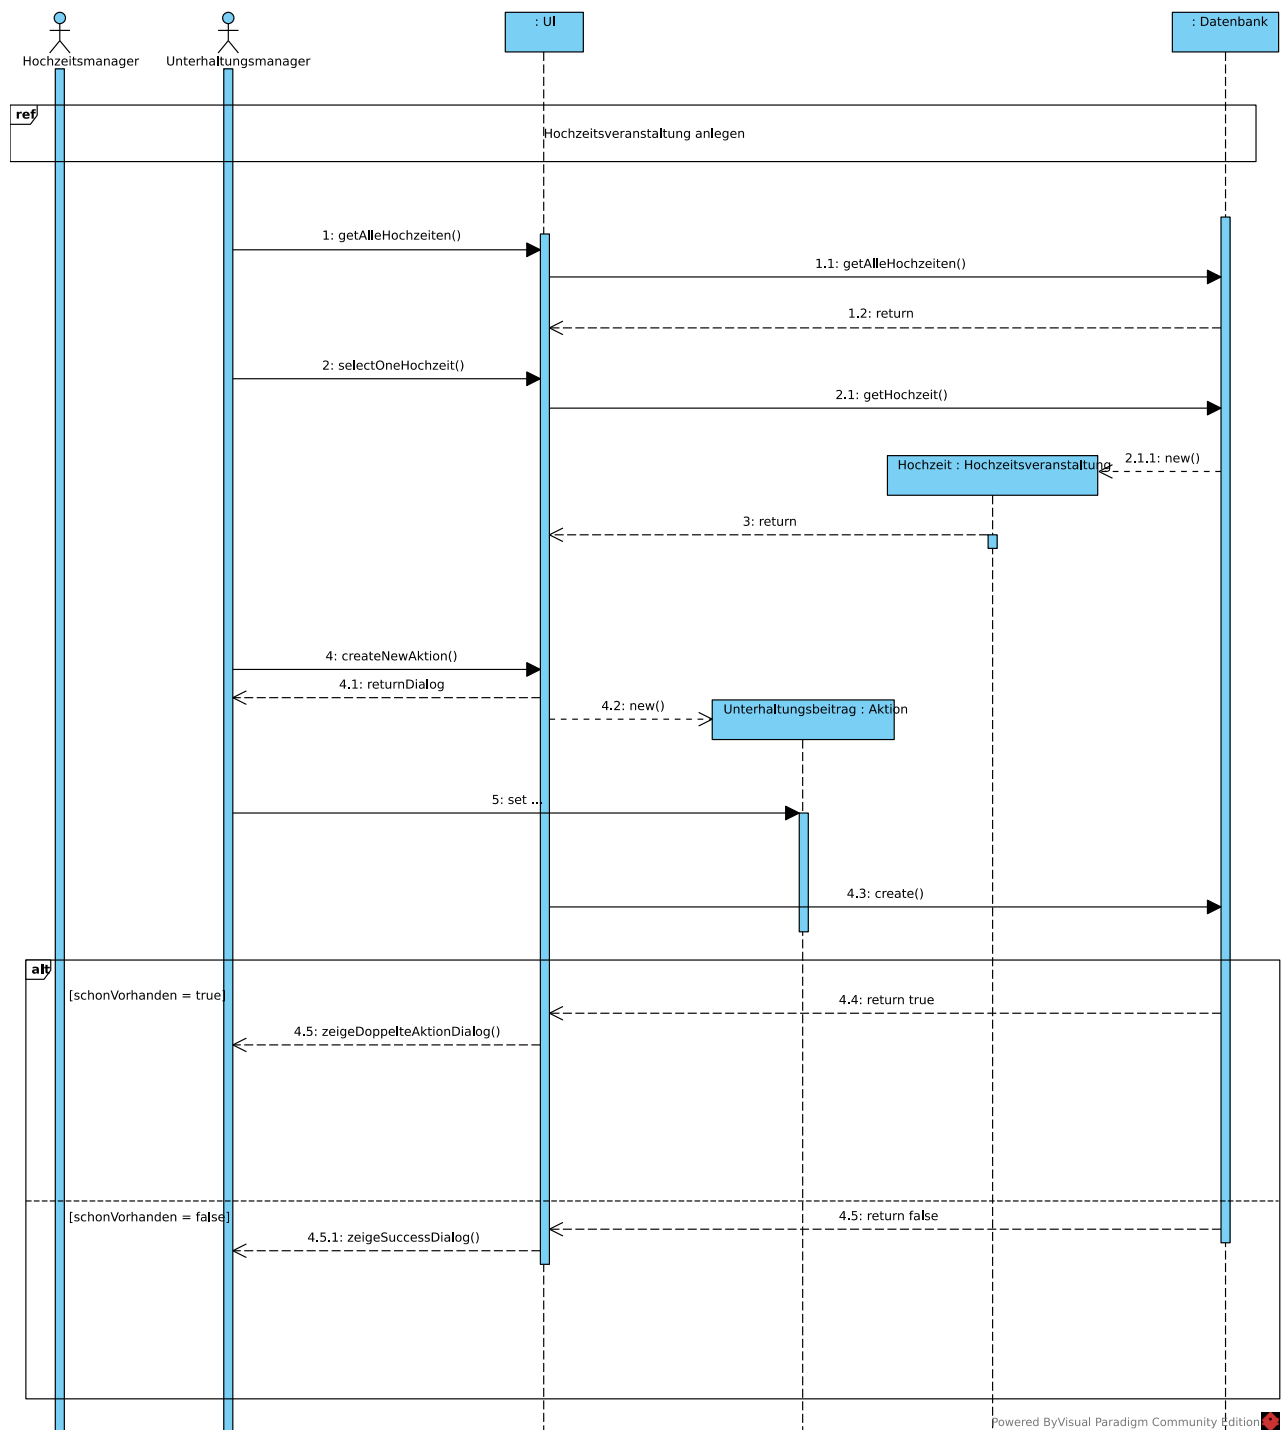 : UI
: Datenbank
Hochzeitsmanager
Unterhaltungsmanager
ref
Hochzeitsveranstaltung anlegen
1: getAlleHochzeiten()
1.1: getAlleHochzeiten()
1.2: return
2: selectOneHochzeit()
2.1: getHochzeit()
2.1.1: new()
Hochzeit : Hochzeitsveranstaltung
3: return
4: createNewAktion()
4.1: returnDialog
4.2: new()
Unterhaltungsbeitrag : Aktion
5: set ...
4.3: create()
alt
[schonVorhanden = true]
4.4: return true
4.5: zeigeDoppelteAktionDialog()
[schonVorhanden = false]
4.5: return false
4.5.1: zeigeSuccessDialog()
Powered ByVisual Paradigm Community Edition